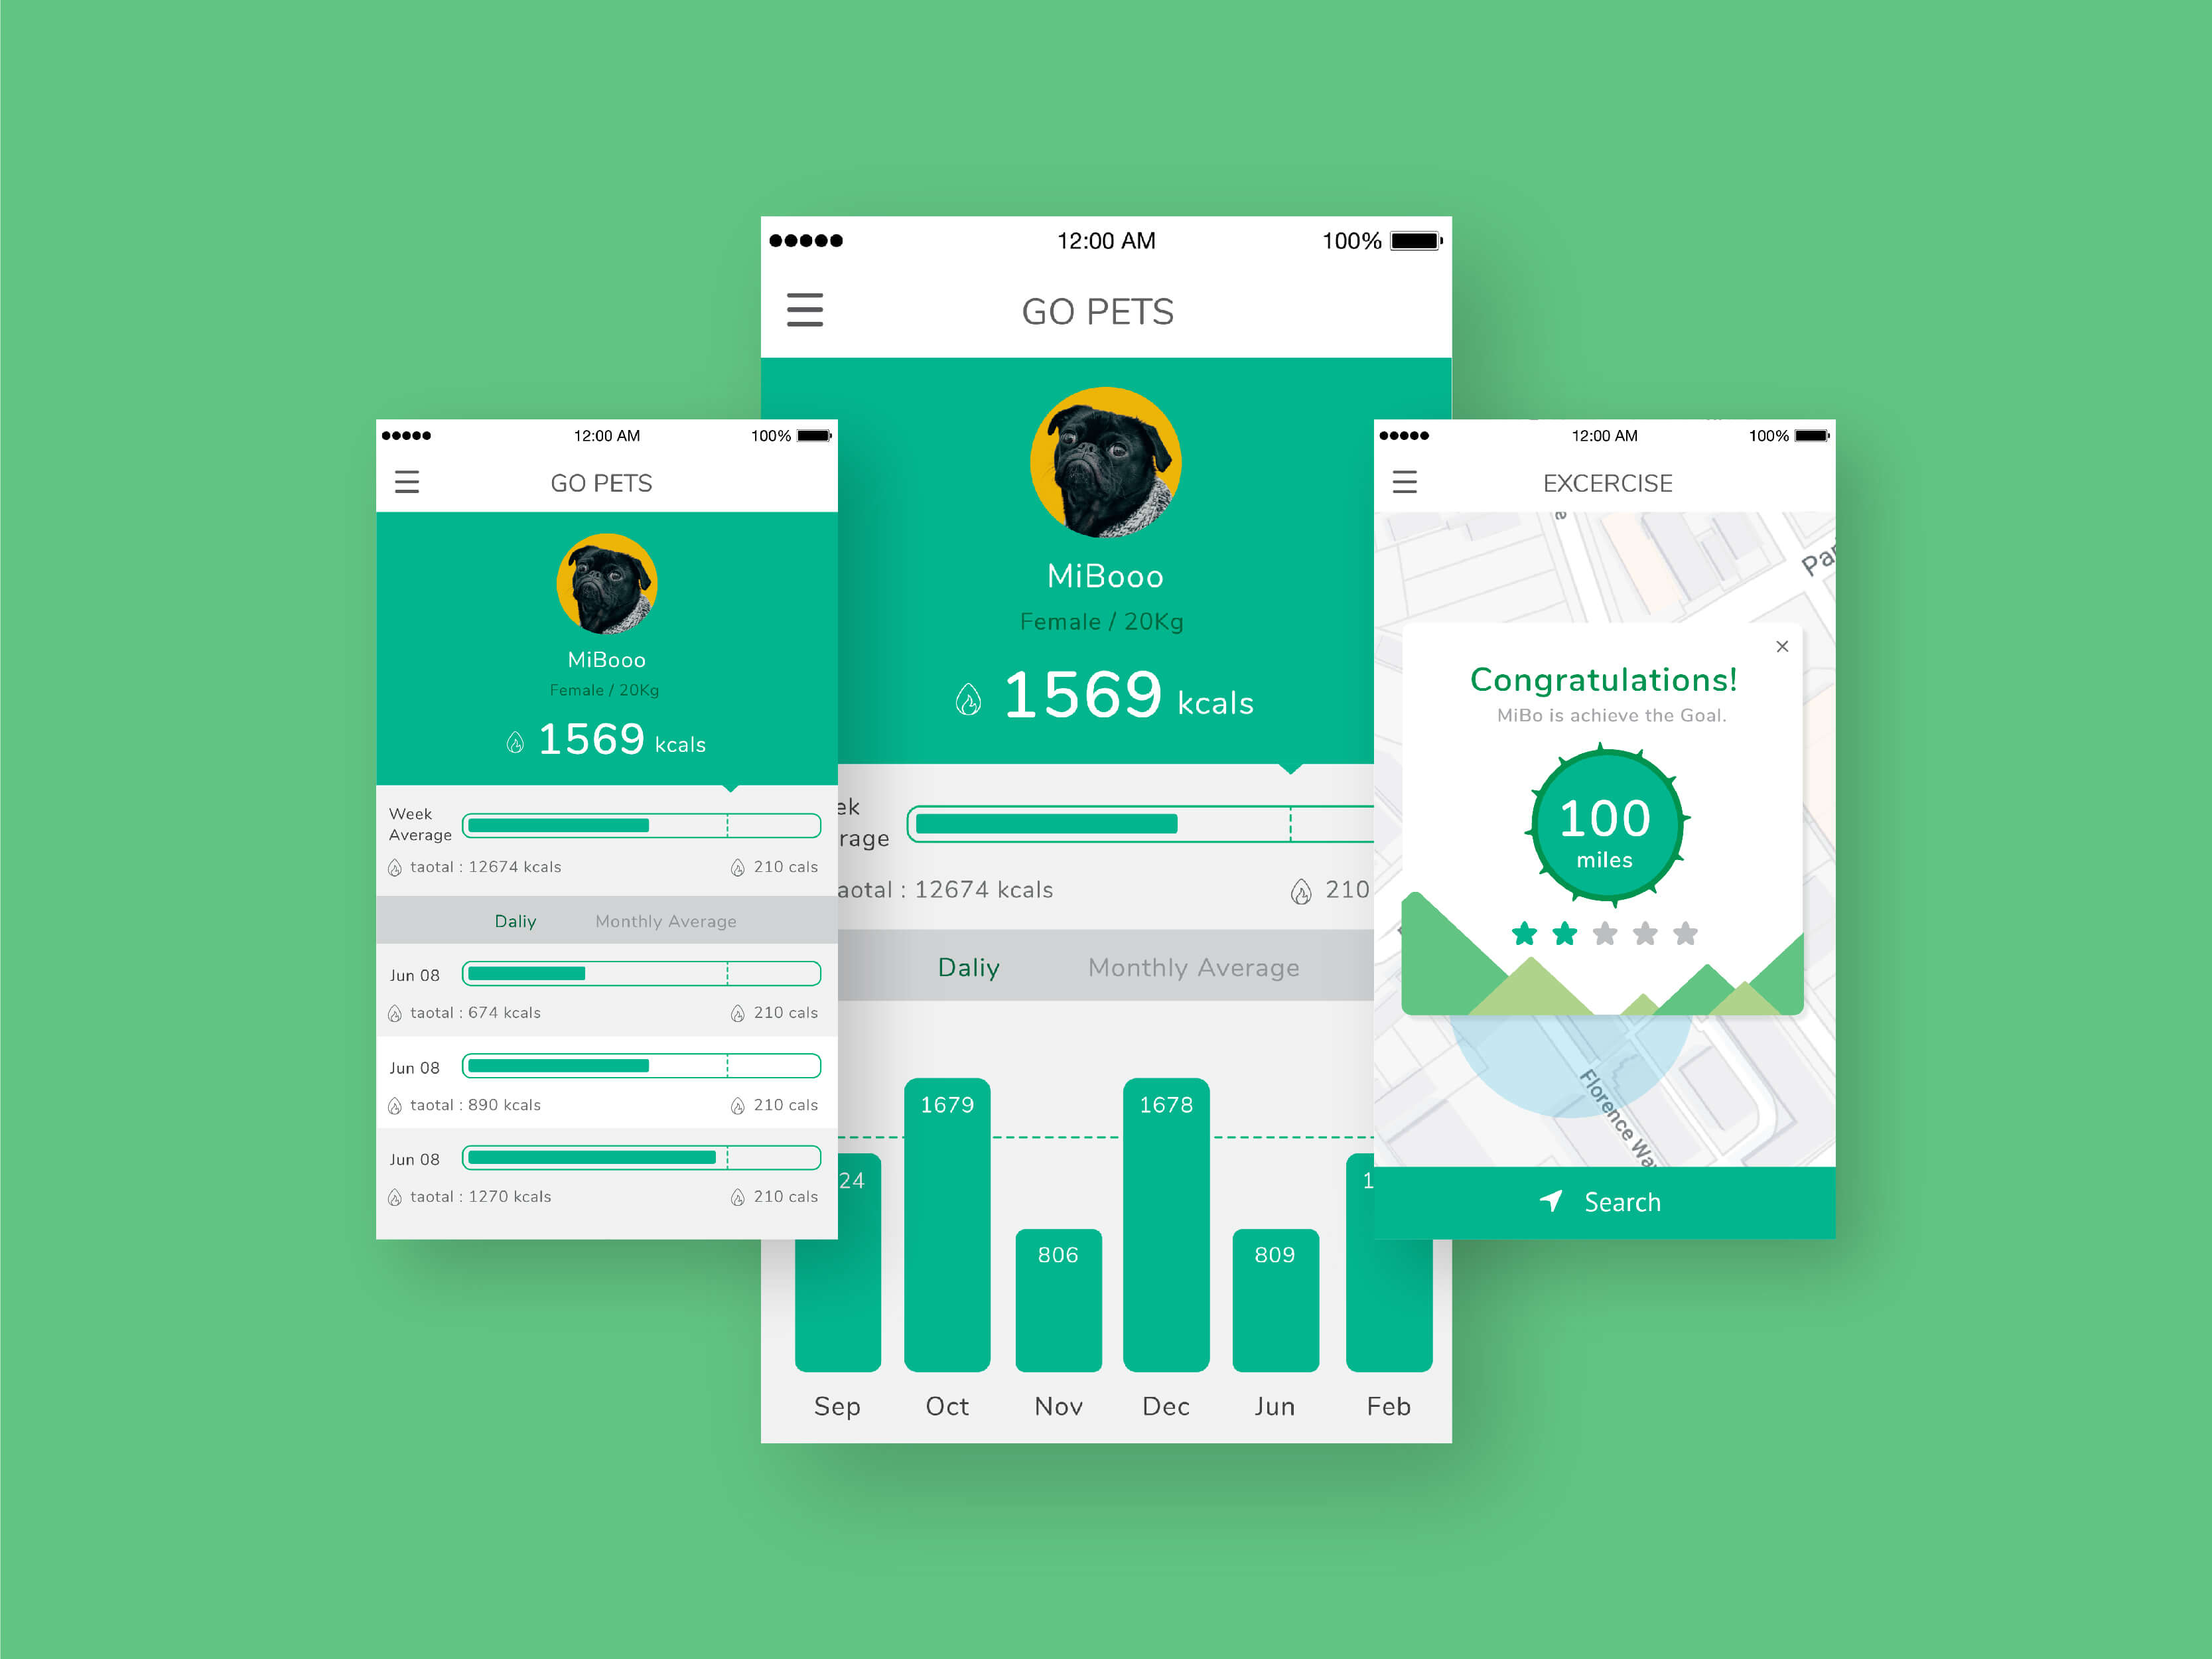 12:00 AM 100%
GO PETS
MiBooo
Female / 20Kg
1569 kcals
Week
Average
taotal : 12674 kcals 210 cals
Daliy Monthly Average
Jun 08
taotal : 674 kcals 210 cals
Jun 08
taotal : 890 kcals 210 cals
Jun 08
taotal : 1270 kcals 210 cals
12:00 AM 100%
GO PETS
MiBooo
Female / 20Kg
1569 kcals
ek
rage
aotal : 12674 kcals 210
Daliy Monthly Average
1679 1678
24 1
806 809
Sep Oct Nov Dec Jun Feb
12:00 AM 100%
EXCERCISE
a
Par
Congratulations!
MiBo is achieve the Goal.
100
miles
Florence Wa
Search